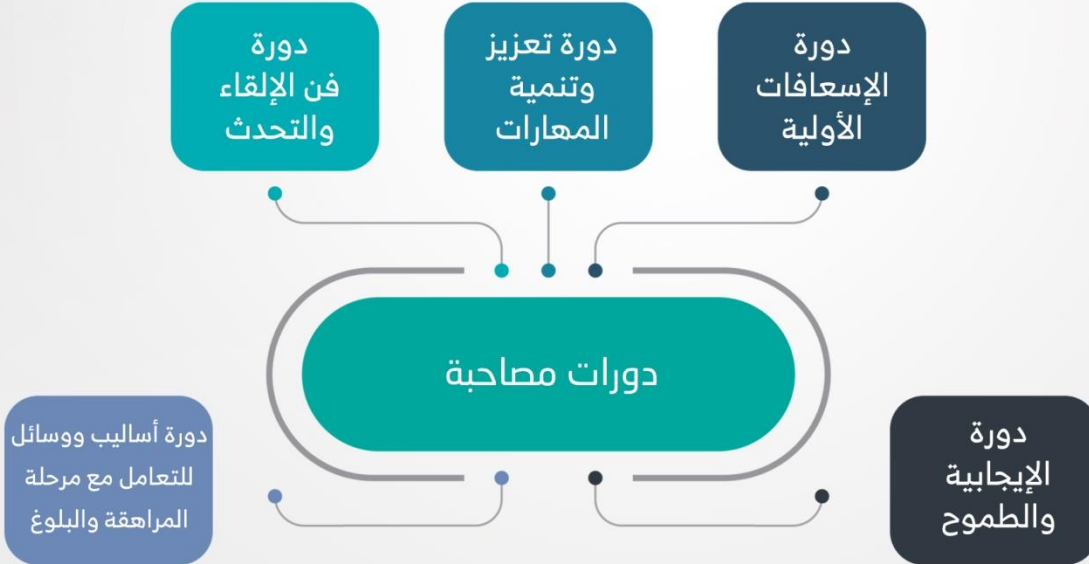 دورة
الإسعافات
الأولية
دورة تعزيز
وتنمية
المهارات
دورة
فن الإلقاء
والتحدث
دورات مصاحبة
دورة
الإيجابية
والطموح
دورة أساليب ووسائل
للتعامل مع مرحلة
المراهقة والبلوغ